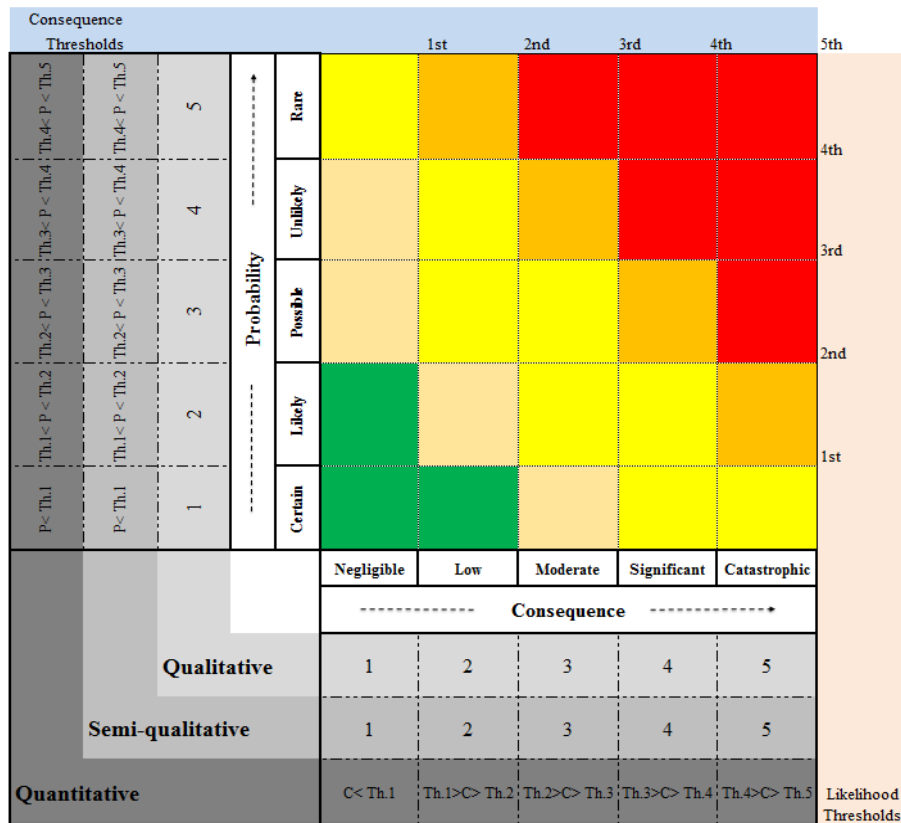 Consequence
Thresholds
1st
2nd
3rd
4th
5th
Th.4< P < Th.5
Th.4< P < Th.5
5
Rare
4th
Th.3< P < Th.4
Th.3< P < Th.4
4
Unlikely
3rd
Th.2< P < Th.3
Th.2< P < Th.3
3
Possible
2nd
Th.1< P < Th.2
Th.1< P < Th.2
2
Likely
1st
P< Th.1
P< Th.1
1
Certain
Probability
Negligible
Low
Moderate
Significant
Catastrophic
Consequence
Qualitative
1
2
3
4
5
Semi-qualitative
1
2
3
4
5
Quantitative
C< Th.1
Th.1>C> Th.2
Th.2>C> Th.3
Th.3>C> Th.4
Th.4>C> Th.5
Likelihood
Thresholds